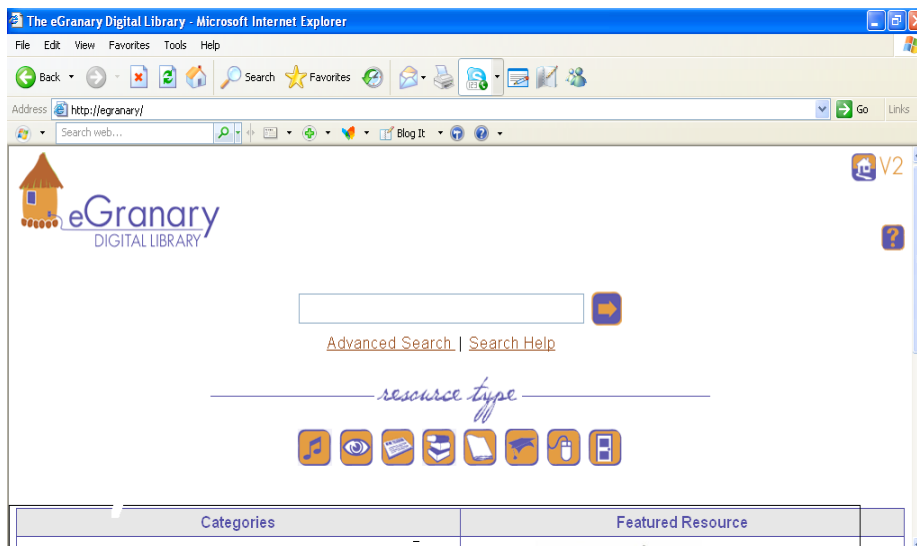 The eGranary Digital Library - Microsoft Internet Explorer
File Edit View Favorites Tools Help
Back Search Favorites
Address http://egranary/ Go Links
Search web... Blog It
V2
eGranary
DIGITAL LIBRARY
Advanced Search | Search Help
resource type
Categories Featured Resource